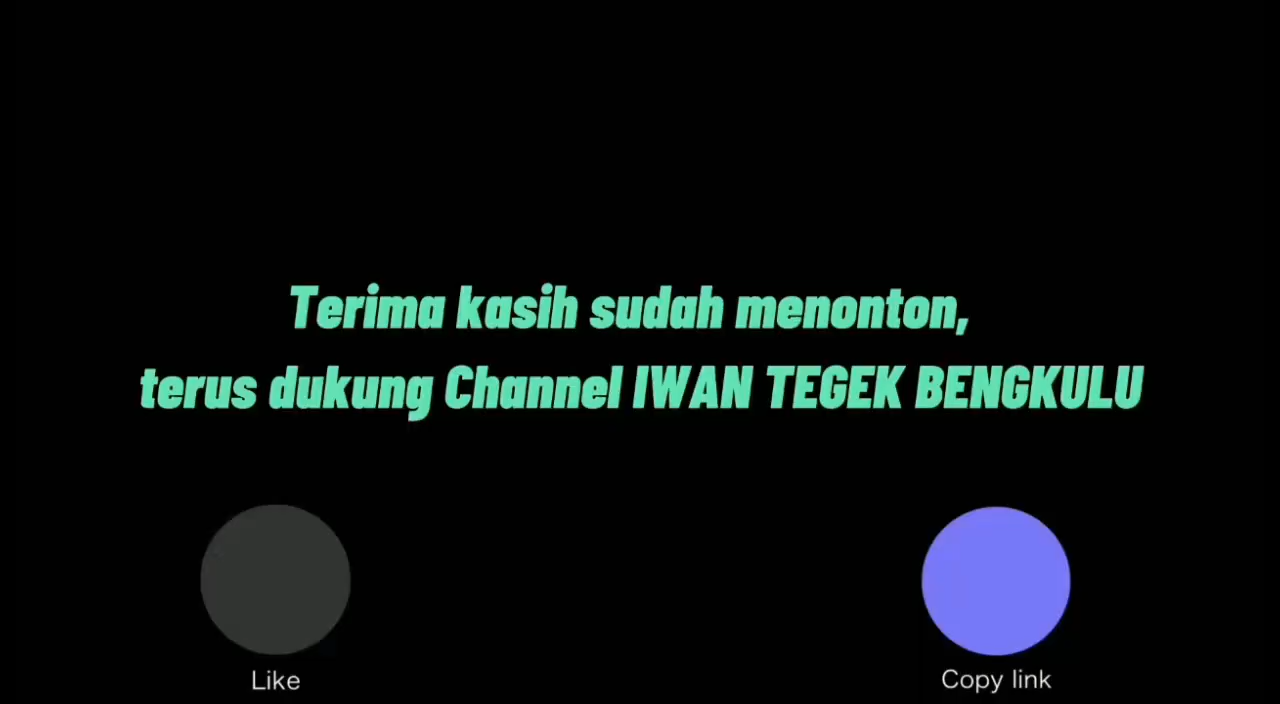 Terima kasih sudah menonton,
terus dukung Channel IWAN TEGEK BENGKULU
Like
Copy link